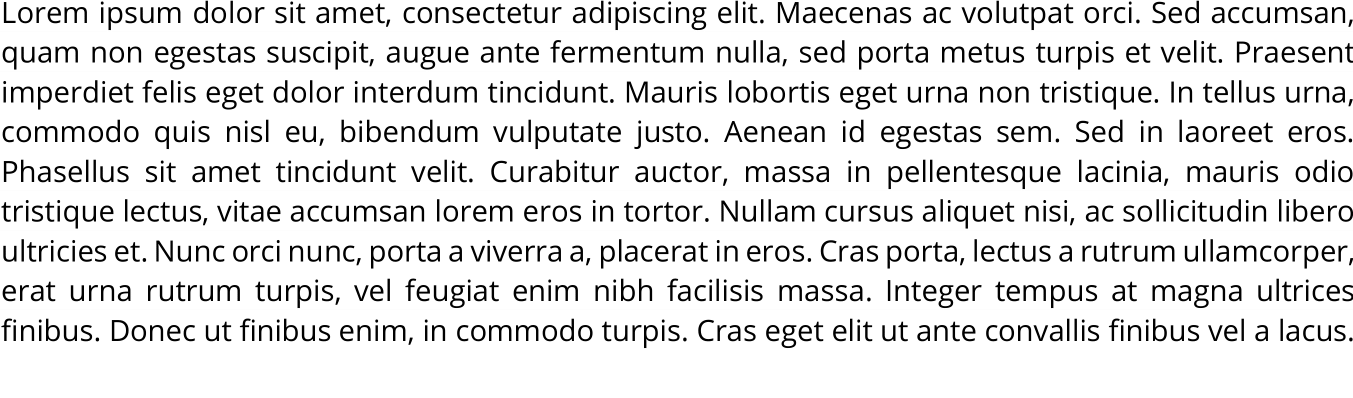 Lorem ipsum dolor sit amet, consectetur adipiscing elit. Maecenas ac volutpat orci. Sed accumsan,
quam non egestas suscipit, augue ante fermentum nulla, sed porta metus turpis et velit. Praesent
imperdiet felis eget dolor interdum tincidunt. Mauris lobortis eget urna non tristique. In tellus urna,
commodo quis nisl eu, bibendum vulputate justo. Aenean id egestas sem. Sed in laoreet eros.
Phasellus sit amet tincidunt velit. Curabitur auctor, massa in pellentesque lacinia, mauris odio
tristique lectus, vitae accumsan lorem eros in tortor. Nullam cursus aliquet nisi, ac sollicitudin libero
ultricies et. Nunc orci nunc, porta a viverra a, placerat in eros. Cras porta, lectus a rutrum ullamcorper,
erat urna rutrum turpis, vel feugiat enim nibh facilisis massa. Integer tempus at magna ultrices
finibus. Donec ut finibus enim, in commodo turpis. Cras eget elit ut ante convallis finibus vel a lacus.